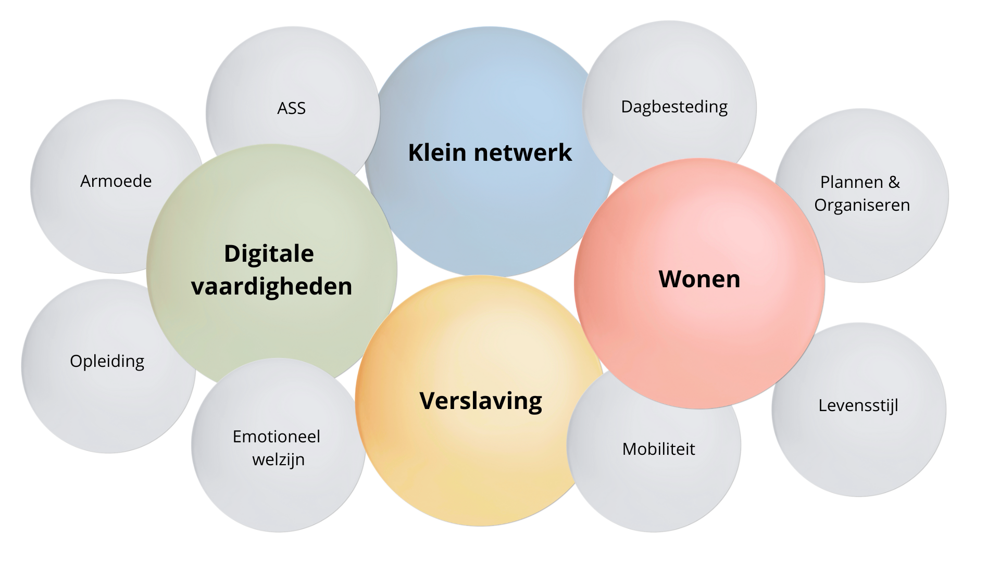 ASS
Klein netwerk
Dagbesteding
Armoede
Plannen &
Organiseren
Digitale
vaardigheden
Wonen
Opleiding
Verslaving
Levensstijl
Emotioneel
welzijn
Mobiliteit